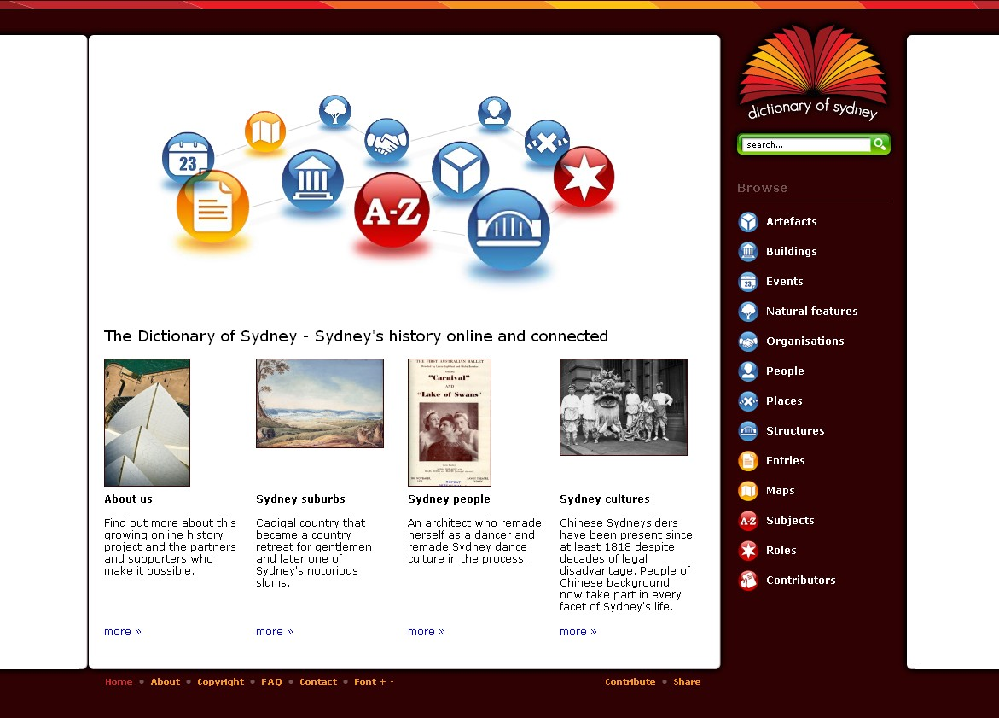 dictionary of sydney
search...
Browse
23
A-Z
Artefacts
Buildings
23
Events
Natural features
Organisations
People
Places
Structures
Entries
Maps
A-Z
Subjects
Roles
Contributors
The Dictionary of Sydney - Sydney's history online and connected
THE FIRST AUSTRALIAN BALLET
"Carnival"
AND
"Lake of Swans"
About us
Find out more about this
growing online history
project and the partners
and supporters who
make it possible.
more »
Sydney suburbs
Cadigal country that
became a country
retreat for gentlemen
and later one of
Sydney's notorious
slums.
more »
Sydney people
An architect who remade
herself as a dancer and
remade Sydney dance
culture in the process.
more »
Sydney cultures
Chinese Sydneysiders
have been present since
at least 1818 despite
decades of legal
disadvantage. People of
Chinese background
now take part in every
facet of Sydney's life.
more »
Home • About • Copyright • FAQ • Contact • Font + -
Contribute • Share